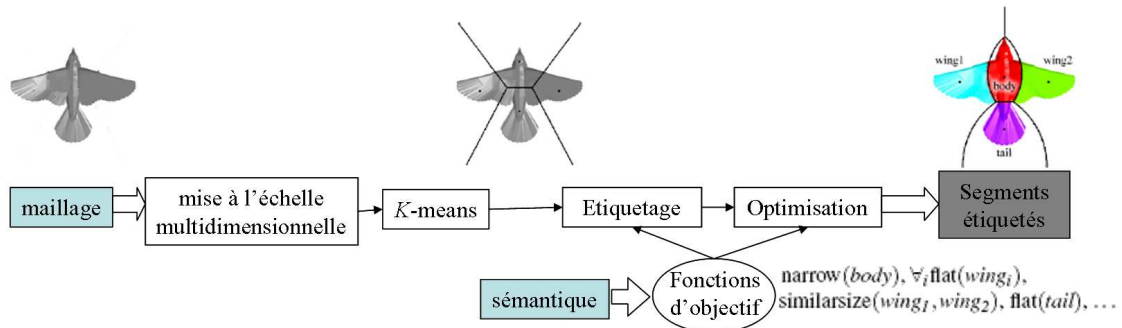 wing1
wing2
body
tail
maillage
mise à l'échelle
multidimensionnelle
K-means
Etiquetage
Optimisation
Segments
étiquetés
sémantique
Fonctions
d'objectif
narrow(body), ∀ᵢflat(wingᵢ),
similarsize(wing₁,wing₂), flat(tail), …